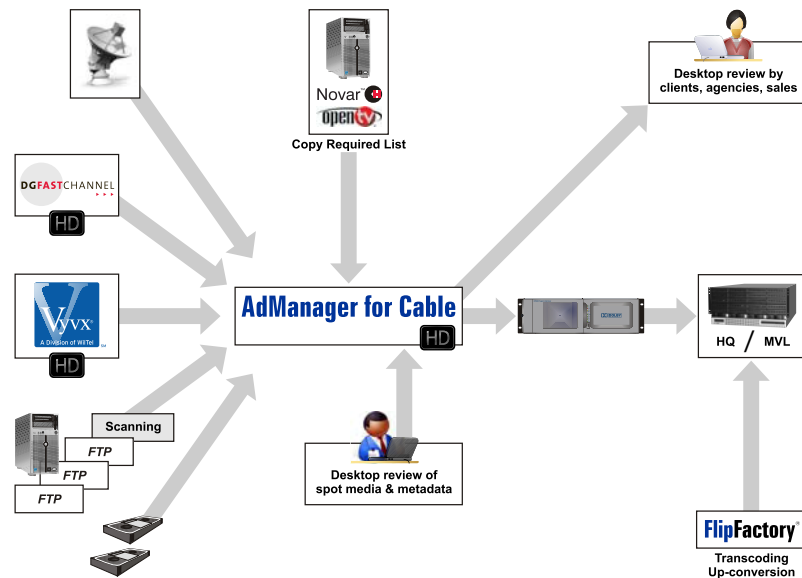 Novar
opentv
Copy Required List
Desktop review by
clients, agencies, sales
DGFASTCHANNEL
HD
Vyvx®
A Division of WilTel
SM
HD
AdManager for Cable
HD
HQ / MVL
Scanning
FTP
FTP
FTP
Desktop review of
spot media & metadata
FlipFactory®
Transcoding
Up-conversion